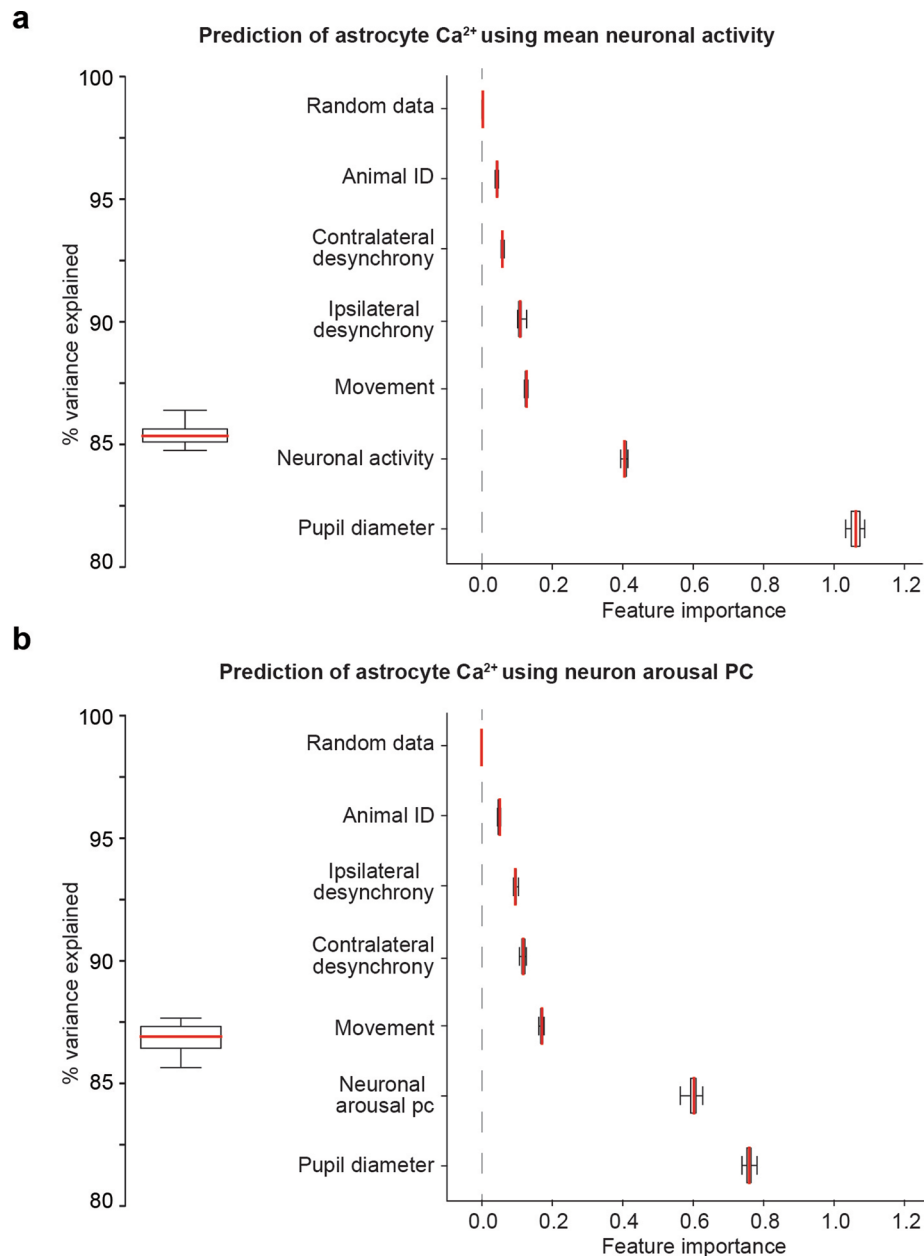 a
Prediction of astrocyte Ca²⁺ using mean neuronal activity
100
95
90
85
80
% variance explained
Random data
Animal ID
Contralateral
desynchrony
Ipsilateral
desynchrony
Movement
Neuronal activity
Pupil diameter
0.0 0.2 0.4 0.6 0.8 1.0 1.2
Feature importance
b
Prediction of astrocyte Ca²⁺ using neuron arousal PC
100
95
90
85
80
% variance explained
Random data
Animal ID
Ipsilateral
desynchrony
Contralateral
desynchrony
Movement
Neuronal
arousal pc
Pupil diameter
0.0 0.2 0.4 0.6 0.8 1.0 1.2
Feature importance